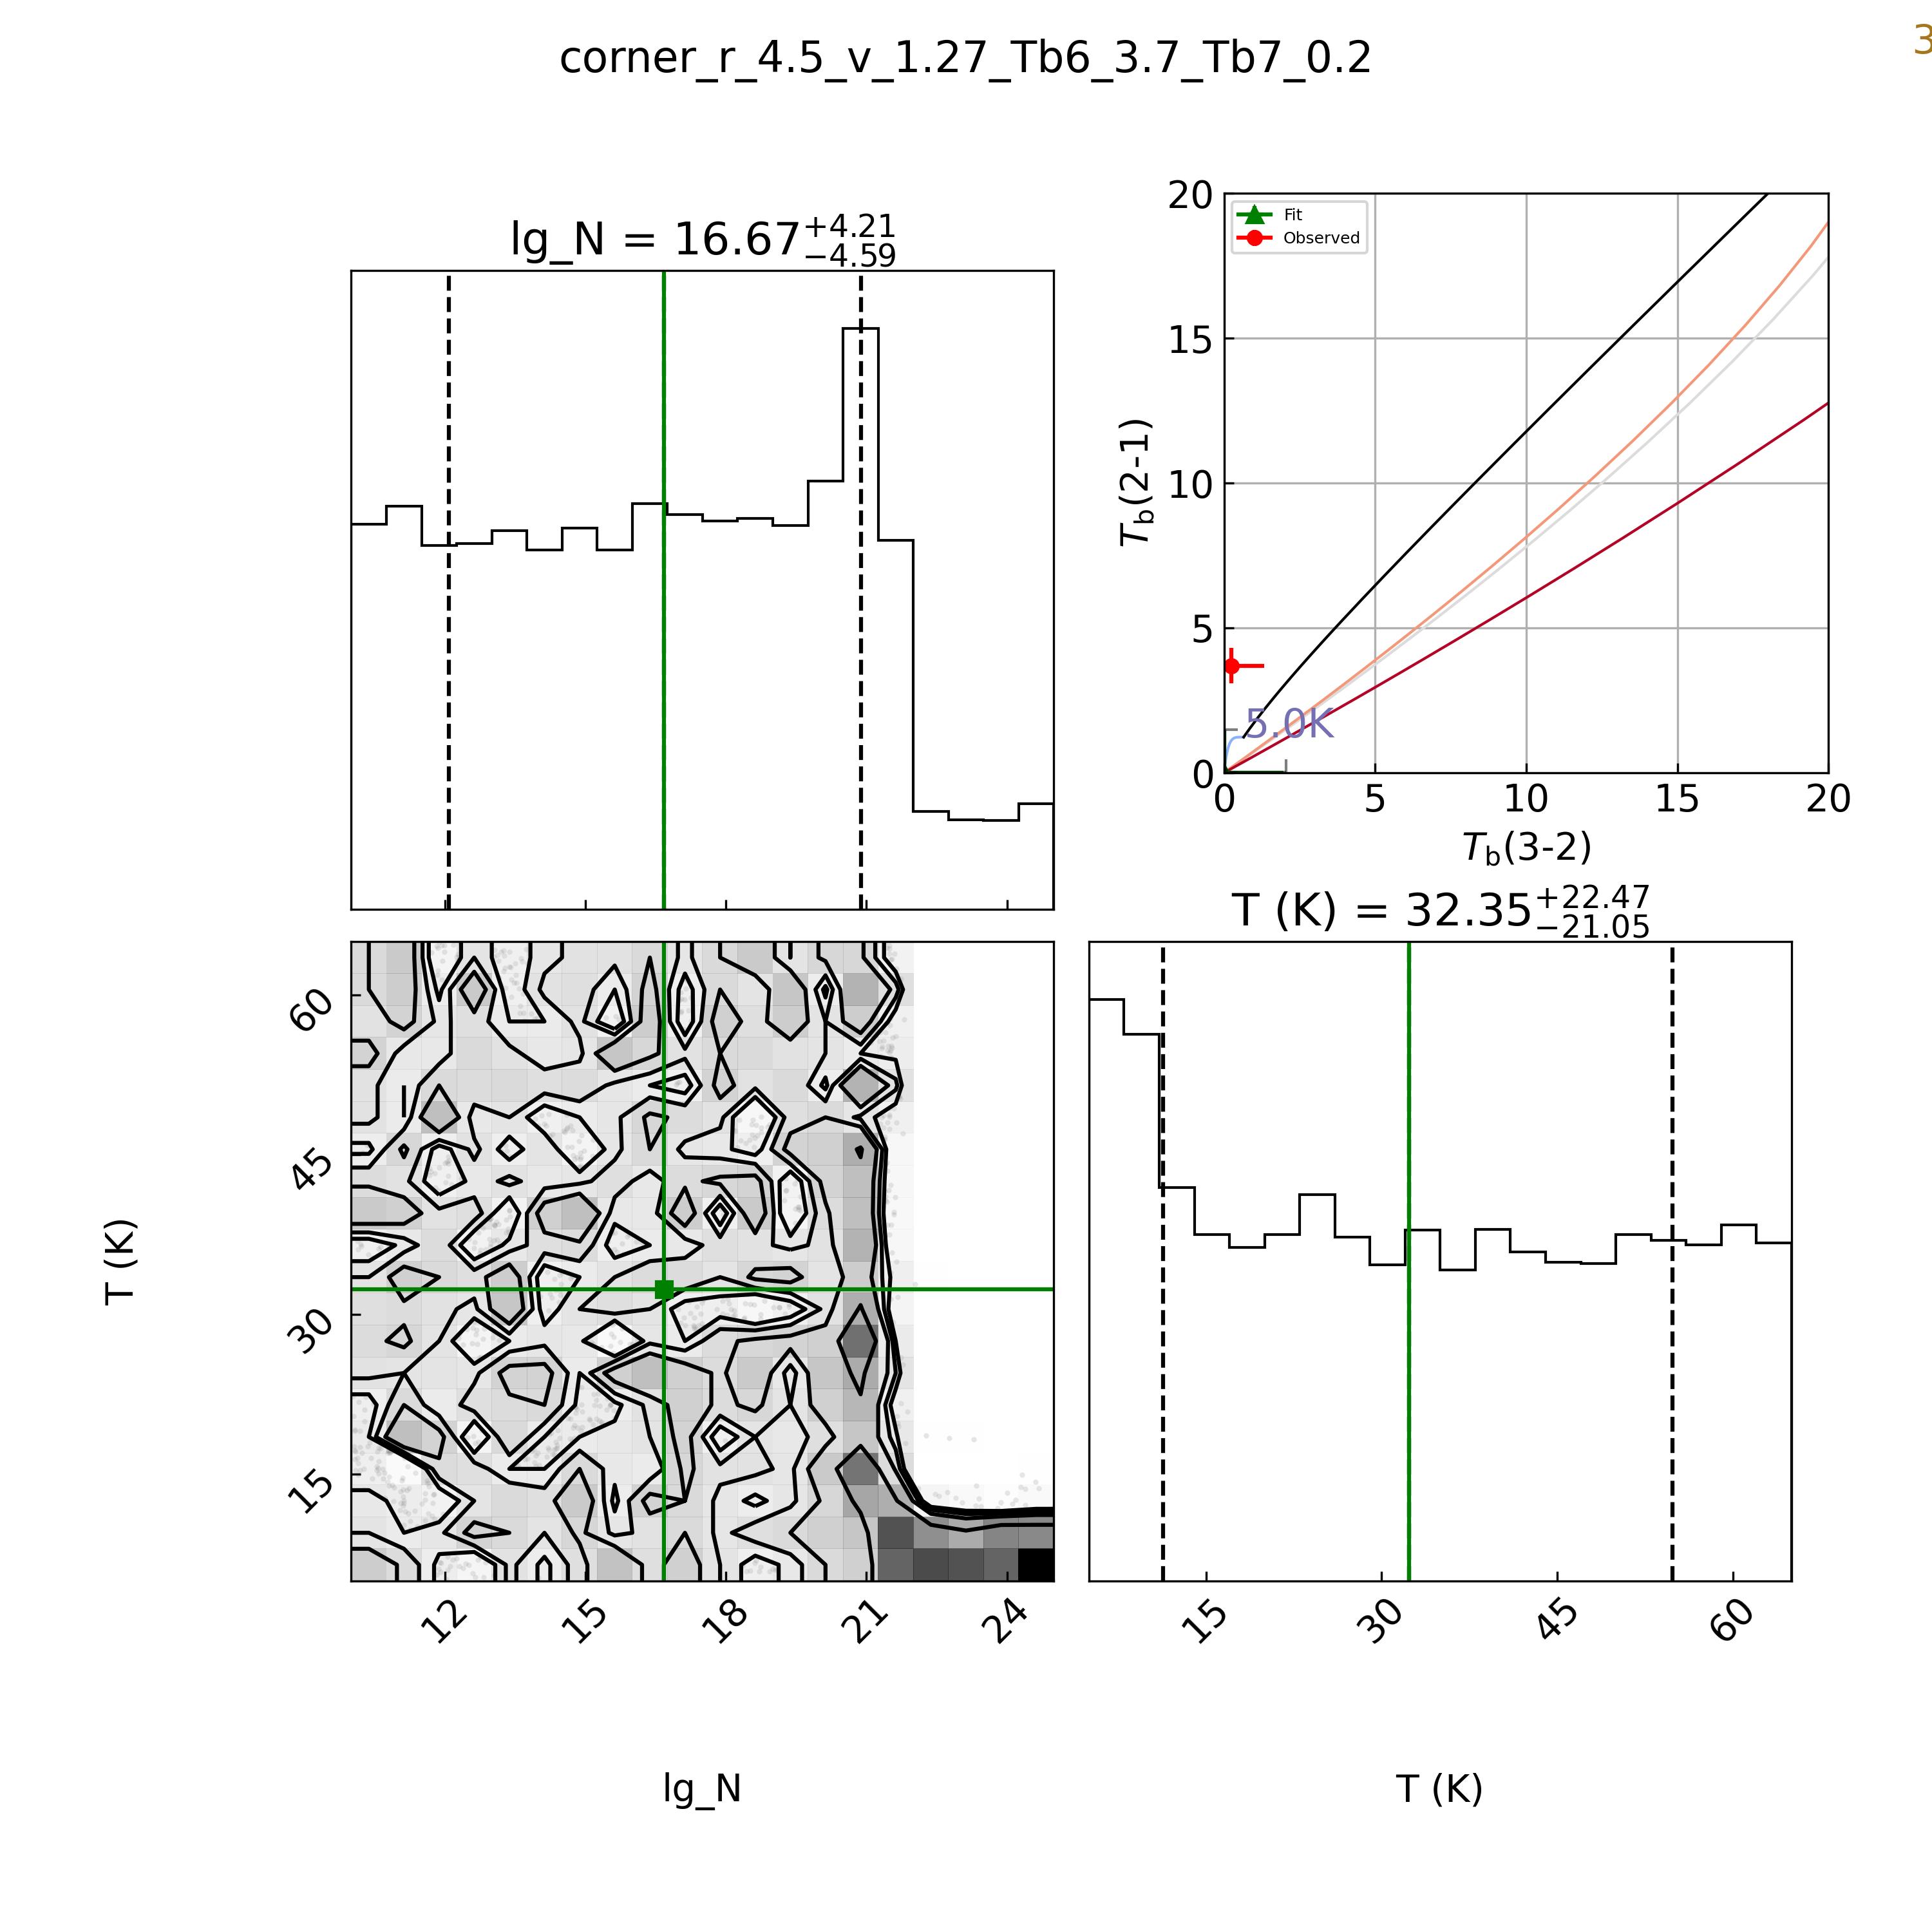 corner_r_4.5_v_1.27_Tb6_3.7_Tb7_0.2
3
lg_N = 16.67+4.21−4.59
20
15
10
5
0
Fit
Observed
5.0K
Tb(2-1)
0 5 10 15 20
Tb(3-2)
T (K) = 32.35+22.47−21.05
60
45
30
15
T (K)
12 15 18 21 24
lg_N
15 30 45 60
T (K)